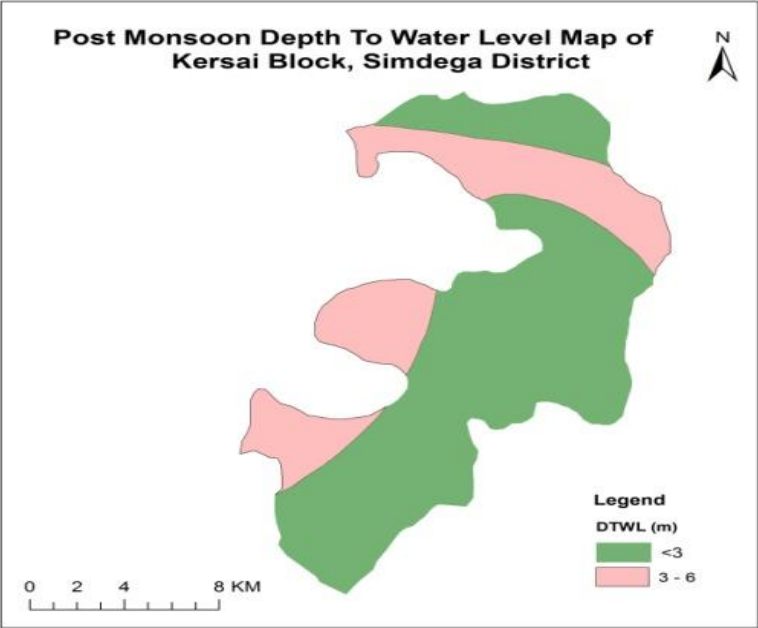 Post Monsoon Depth To Water Level Map of
Kersai Block, Simdega District
N
Legend
DTWL (m)
<3
3 - 6
0 2 4 8 KM